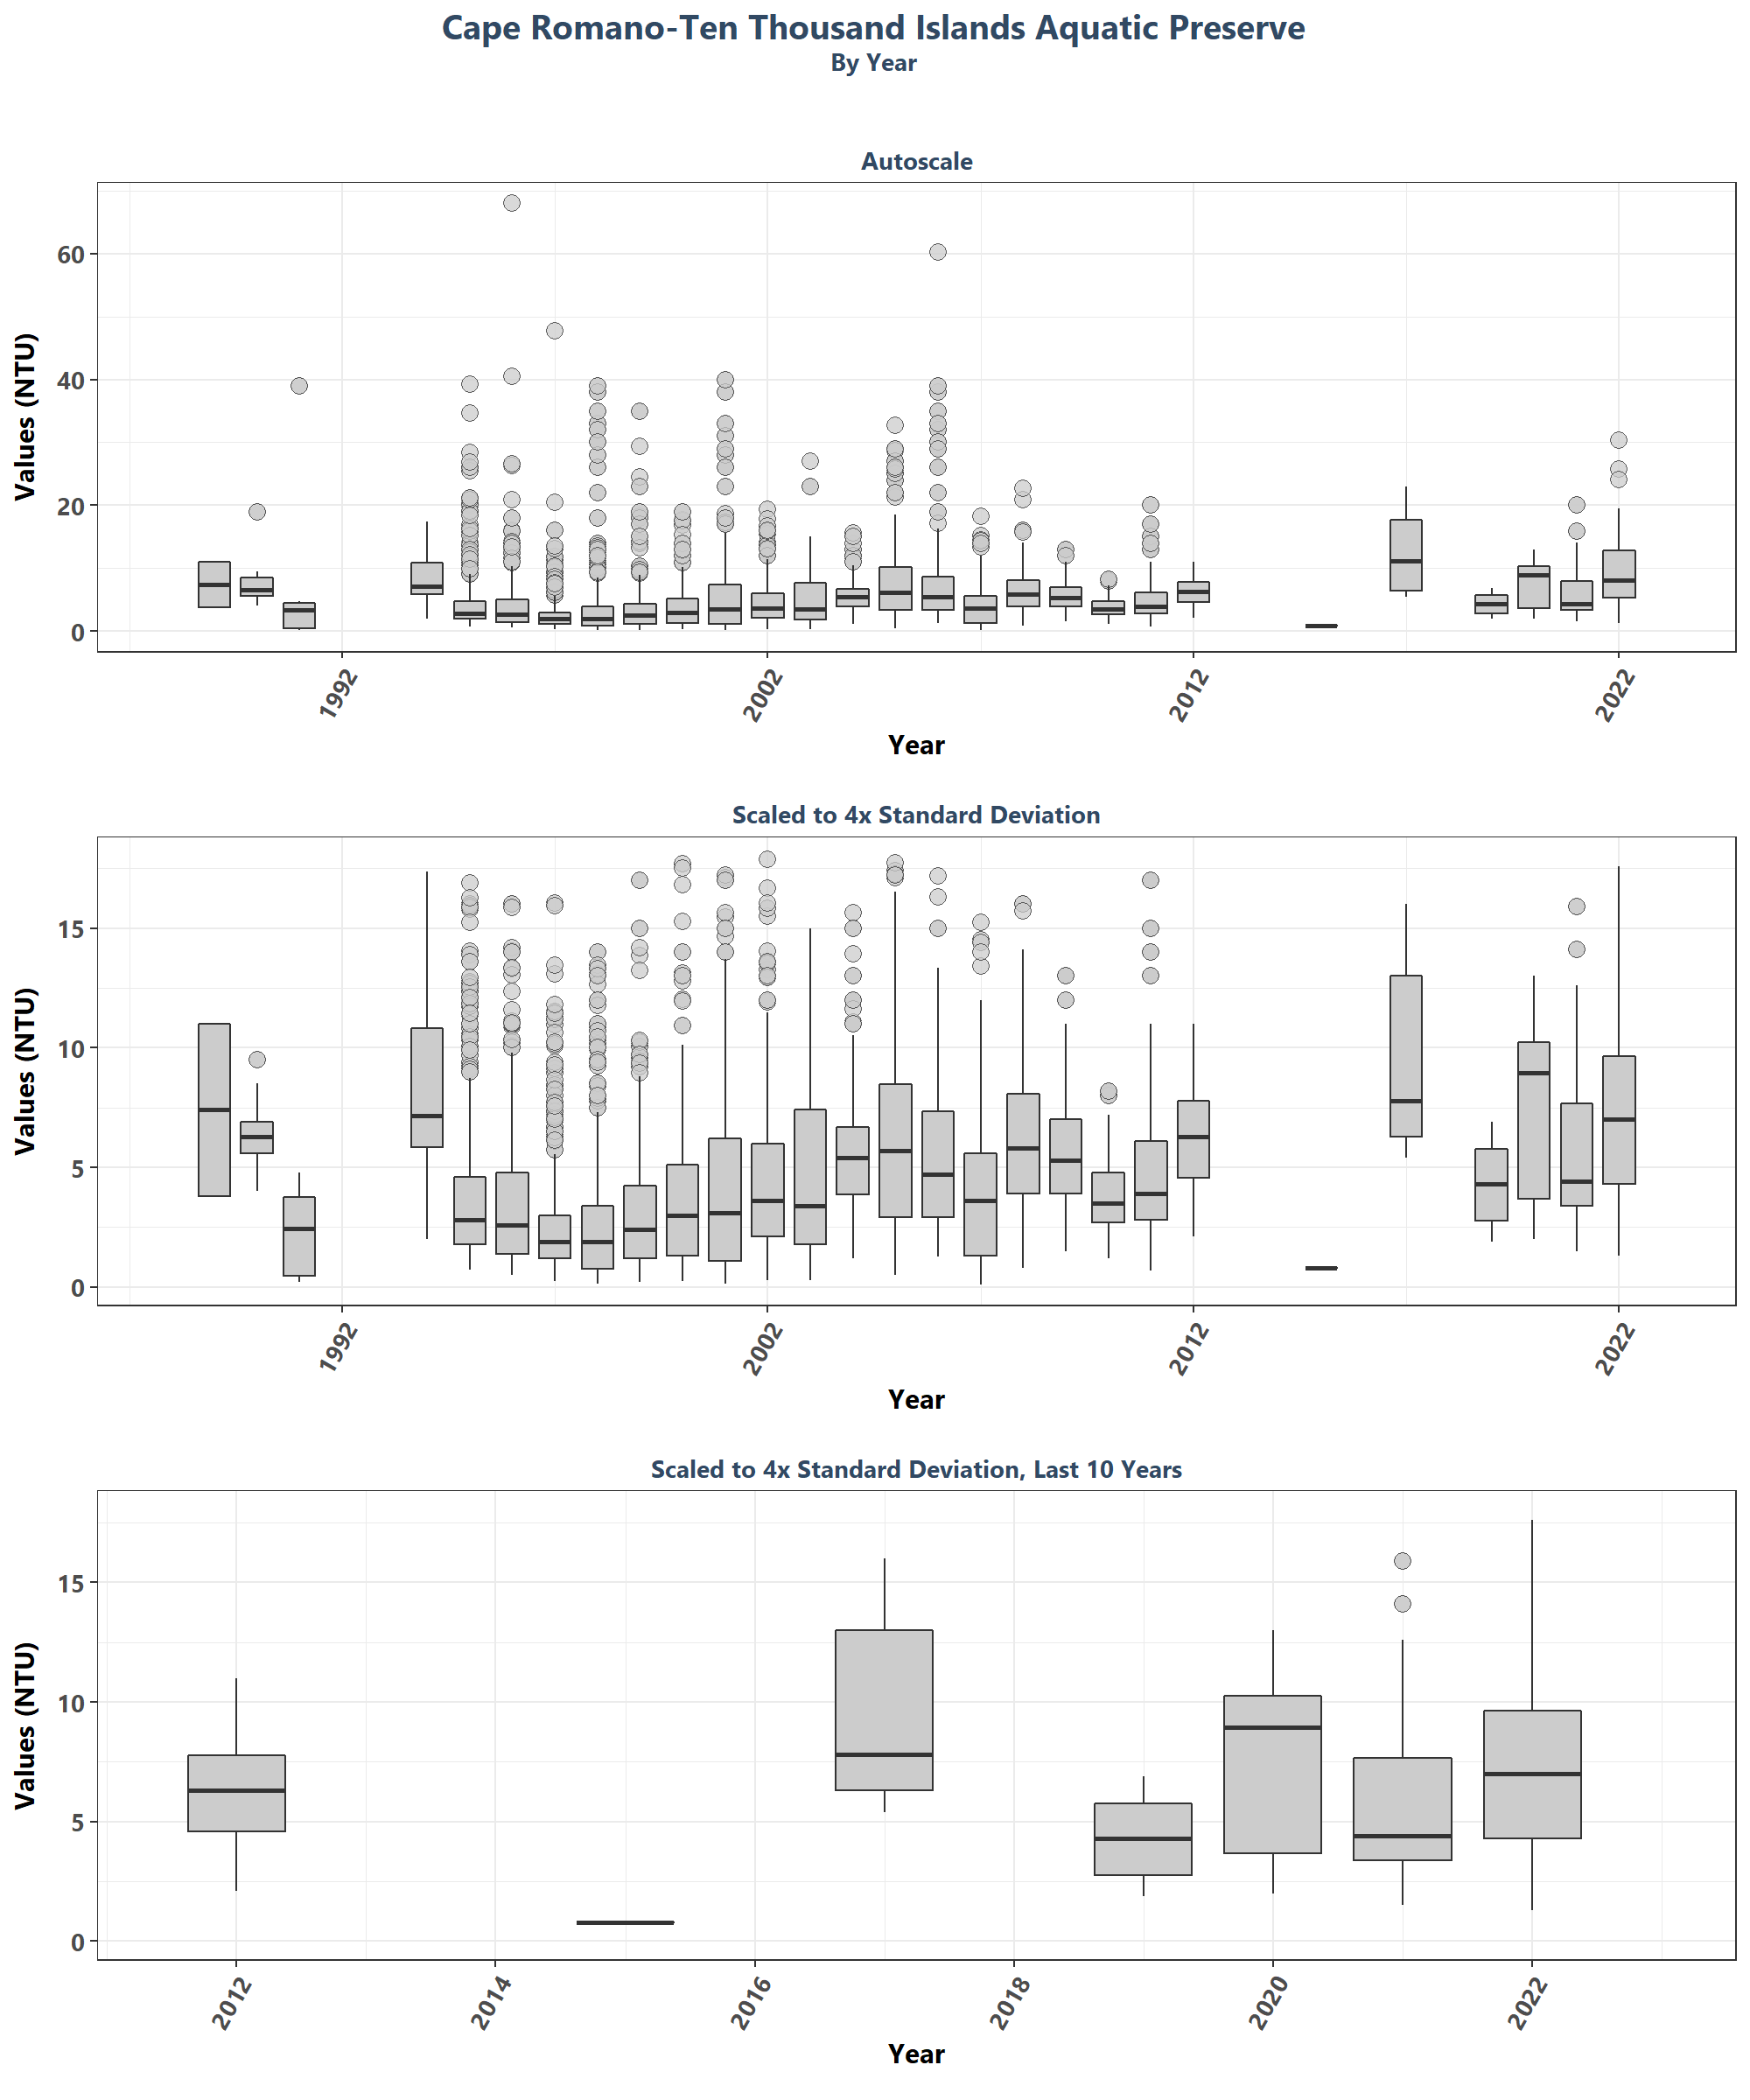 Cape Romano-Ten Thousand Islands Aquatic Preserve
By Year
Autoscale
Values (NTU)
60
40
20
0
1992
2002
2012
2022
Year
Scaled to 4x Standard Deviation
Values (NTU)
15
10
5
0
1992
2002
2012
2022
Year
Scaled to 4x Standard Deviation, Last 10 Years
Values (NTU)
15
10
5
0
2012
2014
2016
2018
2020
2022
Year